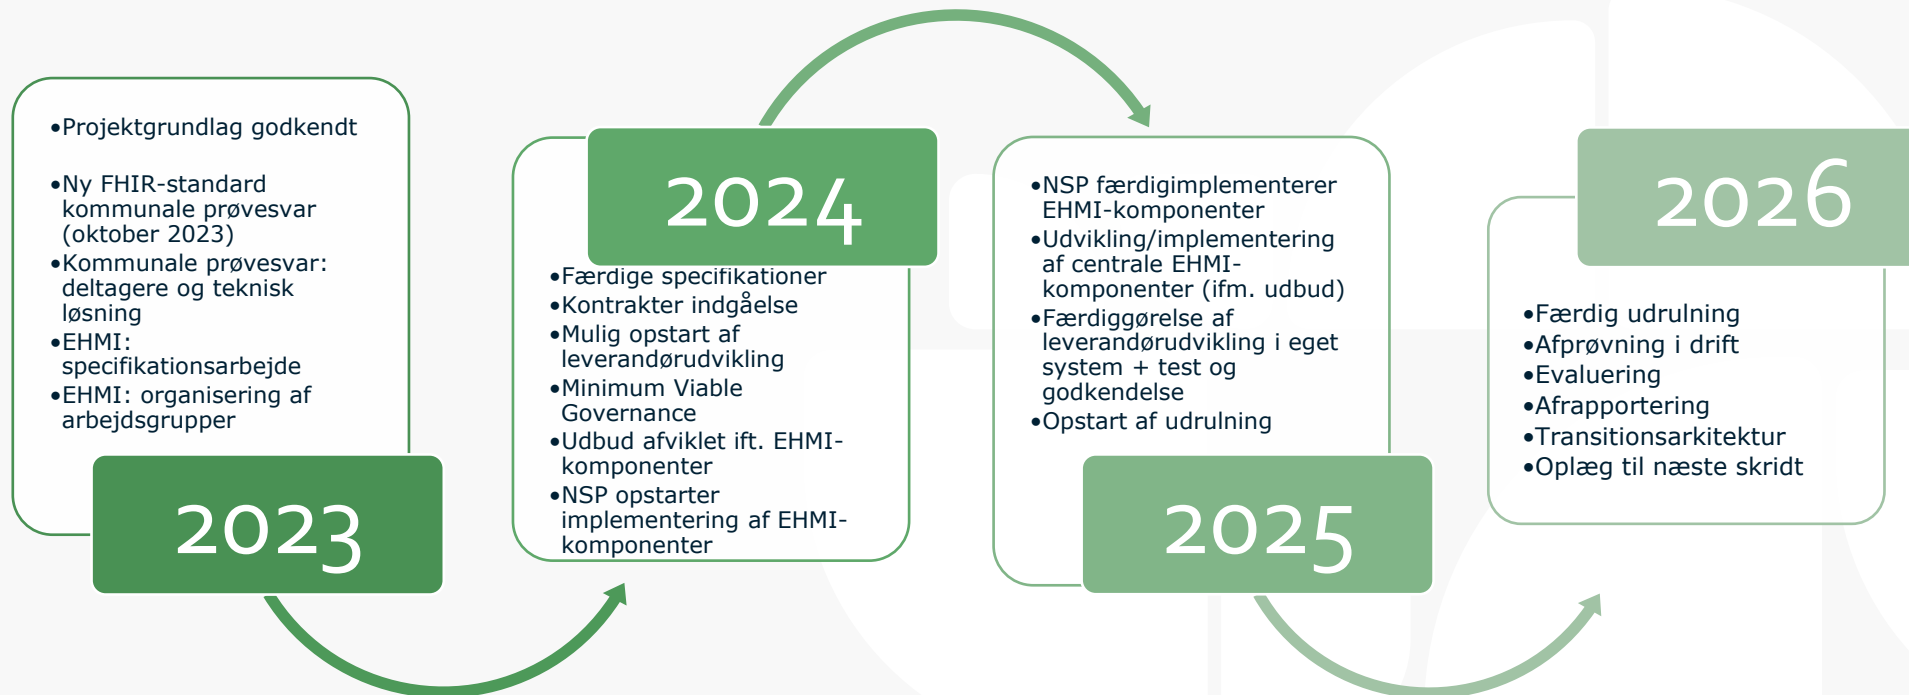 •Projektgrundlag godkendt
•Ny FHIR-standard
kommunale prøvesvar
(oktober 2023)
•Kommunale prøvesvar:
deltagere og teknisk
løsning
•EHMI:
specifikationsarbejde
•EHMI: organisering af
arbejdsgrupper
2023
2024
•Færdige specifikationer
•Kontrakter indgåelse
•Mulig opstart af
leverandørudvikling
•Minimum Viable
Governance
•Udbud afviklet ift. EHMI-
komponenter
•NSP opstarter
implementering af EHMI-
komponenter
•NSP færdigimplementerer
EHMI-komponenter
•Udvikling/implementering
af centrale EHMI-
komponenter (ifm. udbud)
•Færdiggørelse af
leverandørudvikling i eget
system + test og
godkendelse
•Opstart af udrulning
2025
2026
•Færdig udrulning
•Afprøvning i drift
•Evaluering
•Afrapportering
•Transitionsarkitektur
•Oplæg til næste skridt